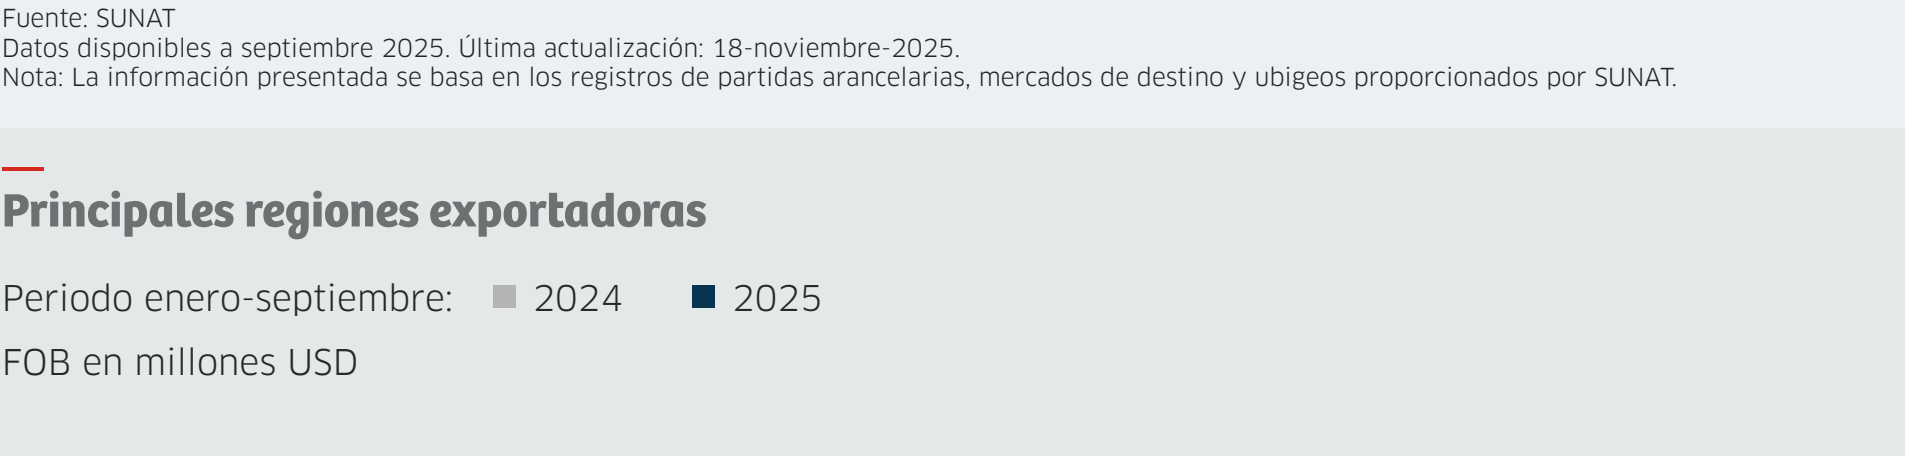 Fuente: SUNAT
Datos disponibles a septiembre 2025. Última actualización: 18-noviembre-2025.
Nota: La información presentada se basa en los registros de partidas arancelarias, mercados de destino y ubigeos proporcionados por SUNAT.
Principales regiones exportadoras
Periodo enero-septiembre: 2024 2025
FOB en millones USD